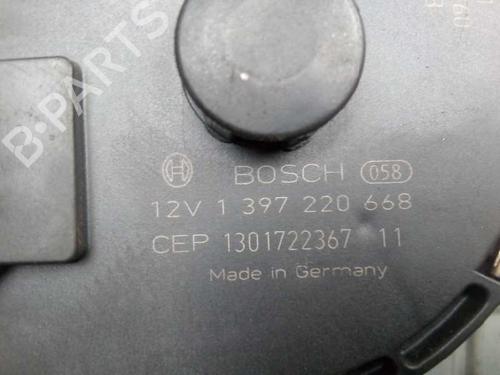 B-PARTS
BOSCH 058
12V 1 397 220 668
CEP 1301722367 11
Made in Germany